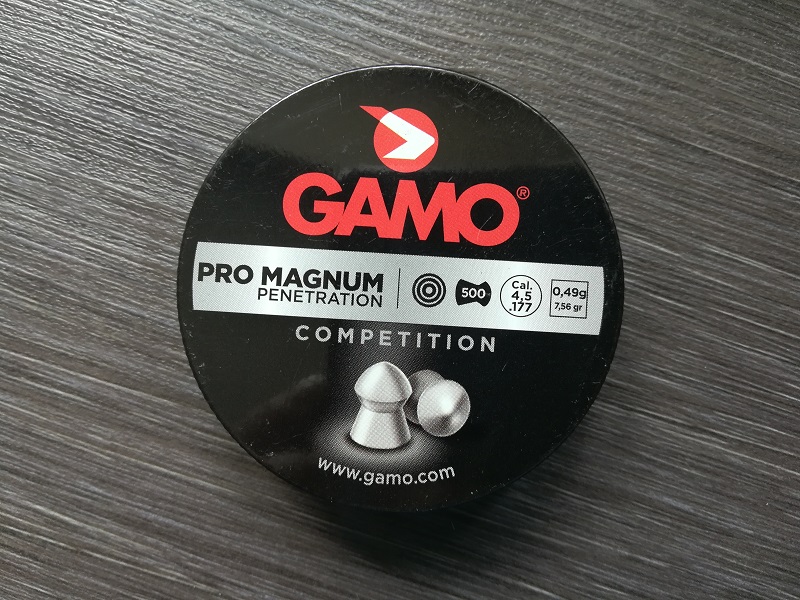 GAMO®
PRO MAGNUM
PENETRATION
500
Cal.
4,5
.177
0,49g
7,56 gr
COMPETITION
www.gamo.com